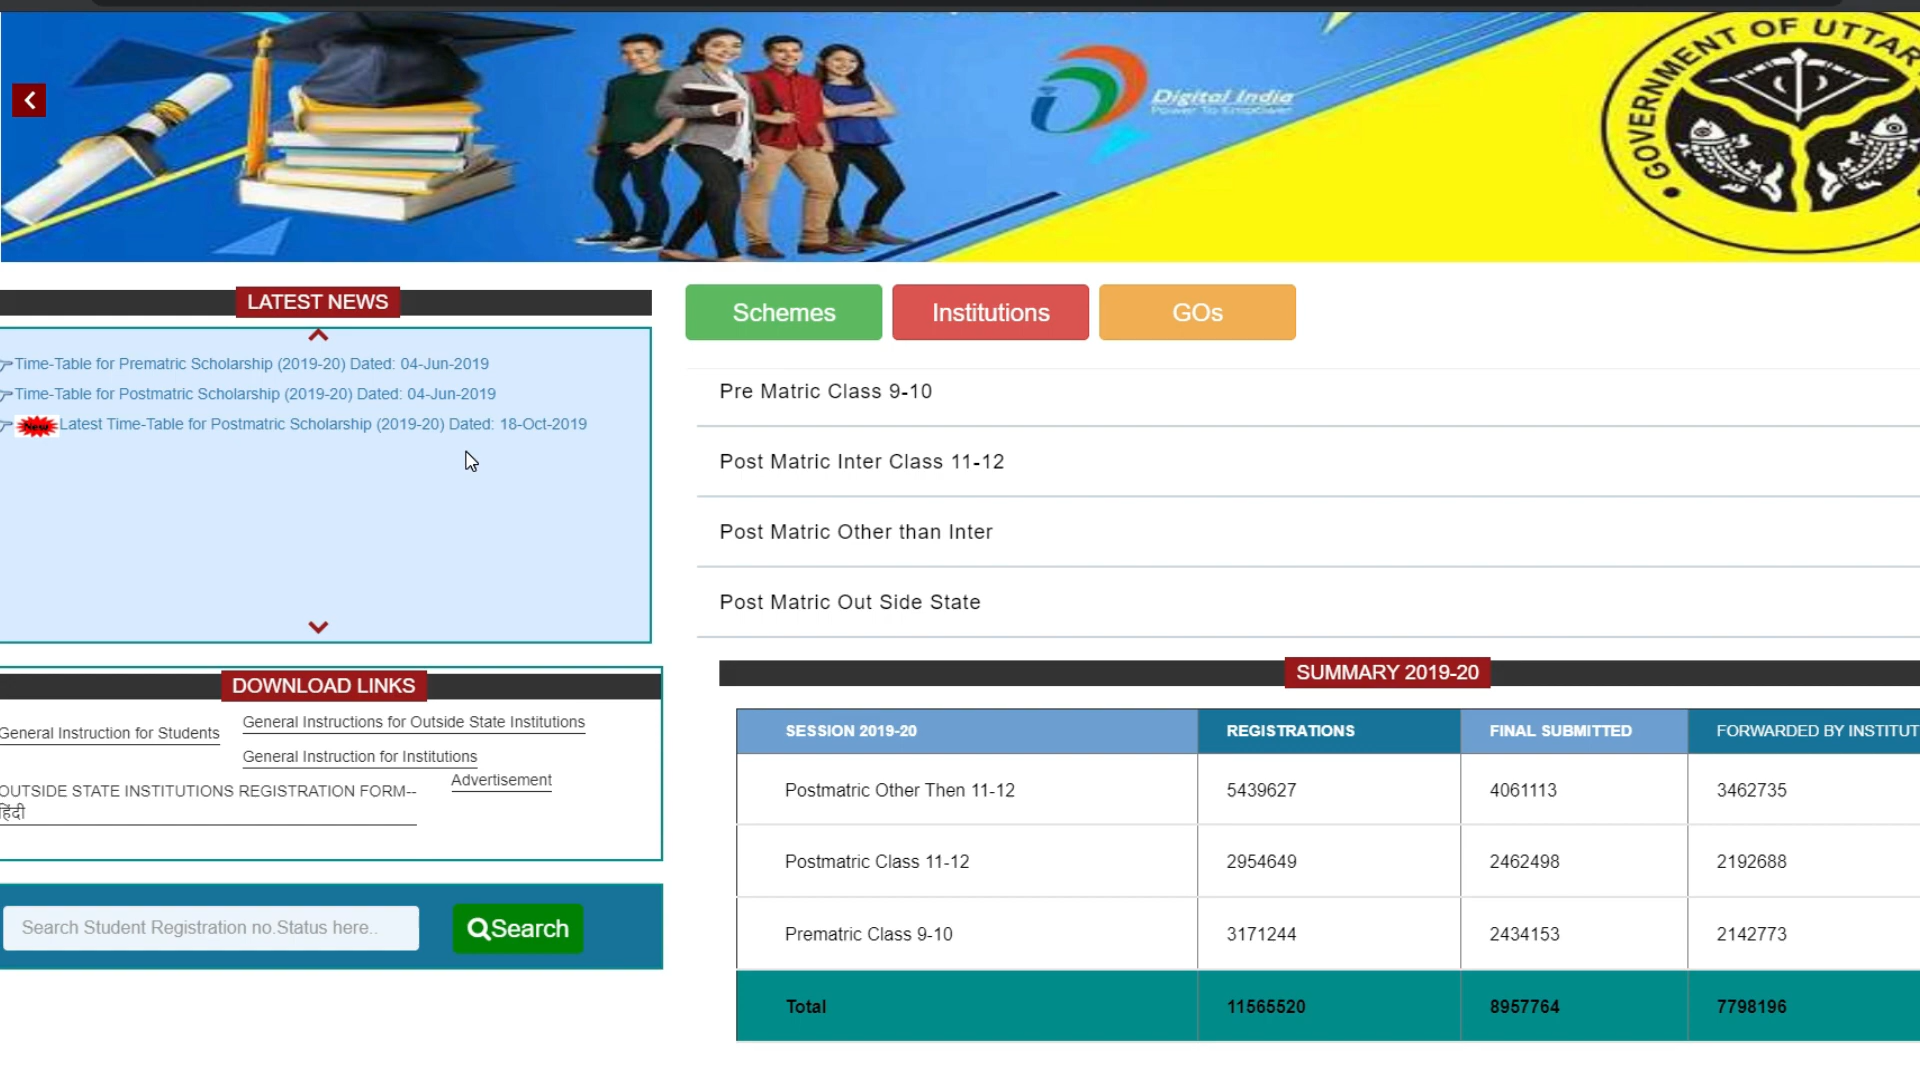 Digital India
Power To Empower
GOVERNMENT OF UTTAR
LATEST NEWS
Time-Table for Prematric Scholarship (2019-20) Dated: 04-Jun-2019
Time-Table for Postmatric Scholarship (2019-20) Dated: 04-Jun-2019
New Latest Time-Table for Postmatric Scholarship (2019-20) Dated: 18-Oct-2019
DOWNLOAD LINKS
General Instruction for Students
General Instructions for Outside State Institutions
General Instruction for Institutions
Advertisement
OUTSIDE STATE INSTITUTIONS REGISTRATION FORM--
हिंदी
Search Student Registration no.Status here..
Search
Schemes
Institutions
GOs
Pre Matric Class 9-10
Post Matric Inter Class 11-12
Post Matric Other than Inter
Post Matric Out Side State
SUMMARY 2019-20
SESSION 2019-20 REGISTRATIONS FINAL SUBMITTED FORWARDED BY INSTITUT
Postmatric Other Then 11-12 5439627 4061113 3462735
Postmatric Class 11-12 2954649 2462498 2192688
Prematric Class 9-10 3171244 2434153 2142773
Total 11565520 8957764 7798196